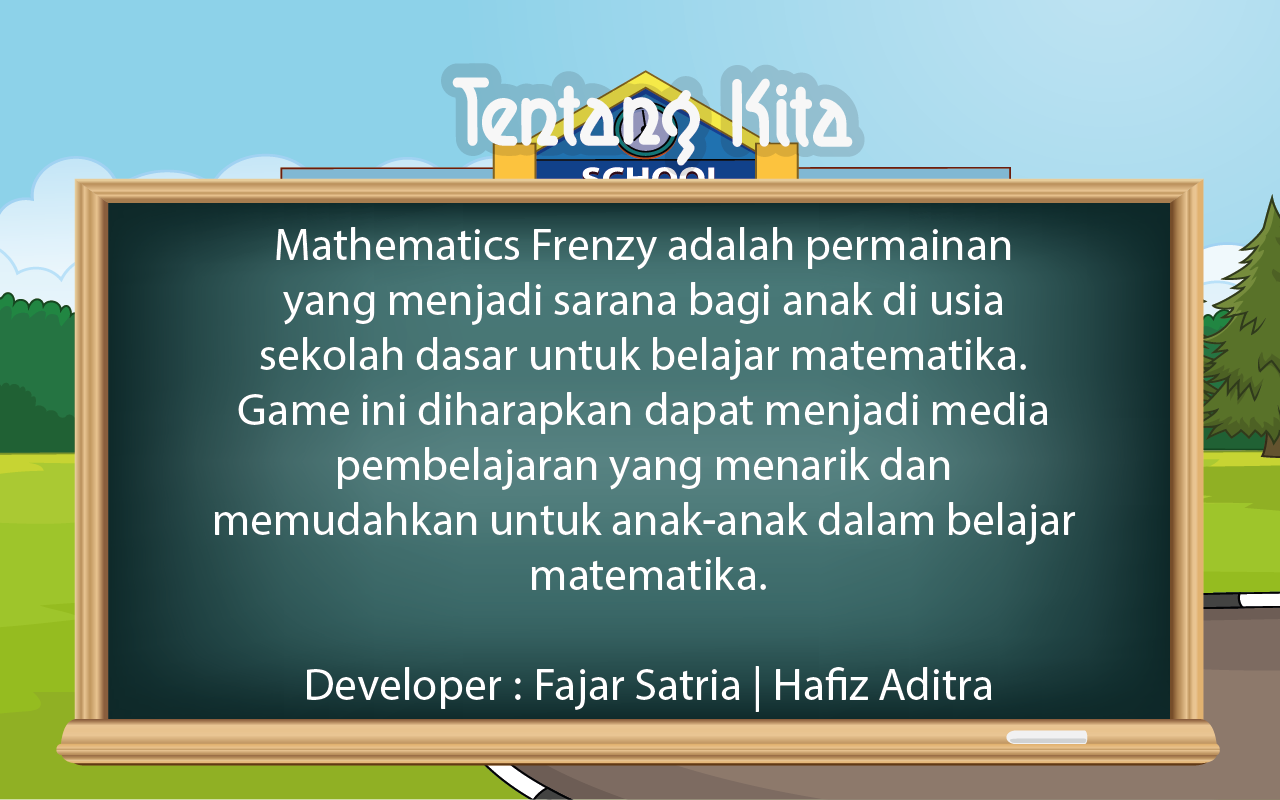 Tentang Kita
SCHOOL
Mathematics Frenzy adalah permainan
yang menjadi sarana bagi anak di usia
sekolah dasar untuk belajar matematika.
Game ini diharapkan dapat menjadi media
pembelajaran yang menarik dan
memudahkan untuk anak-anak dalam belajar
matematika.
Developer : Fajar Satria | Hafiz Aditra